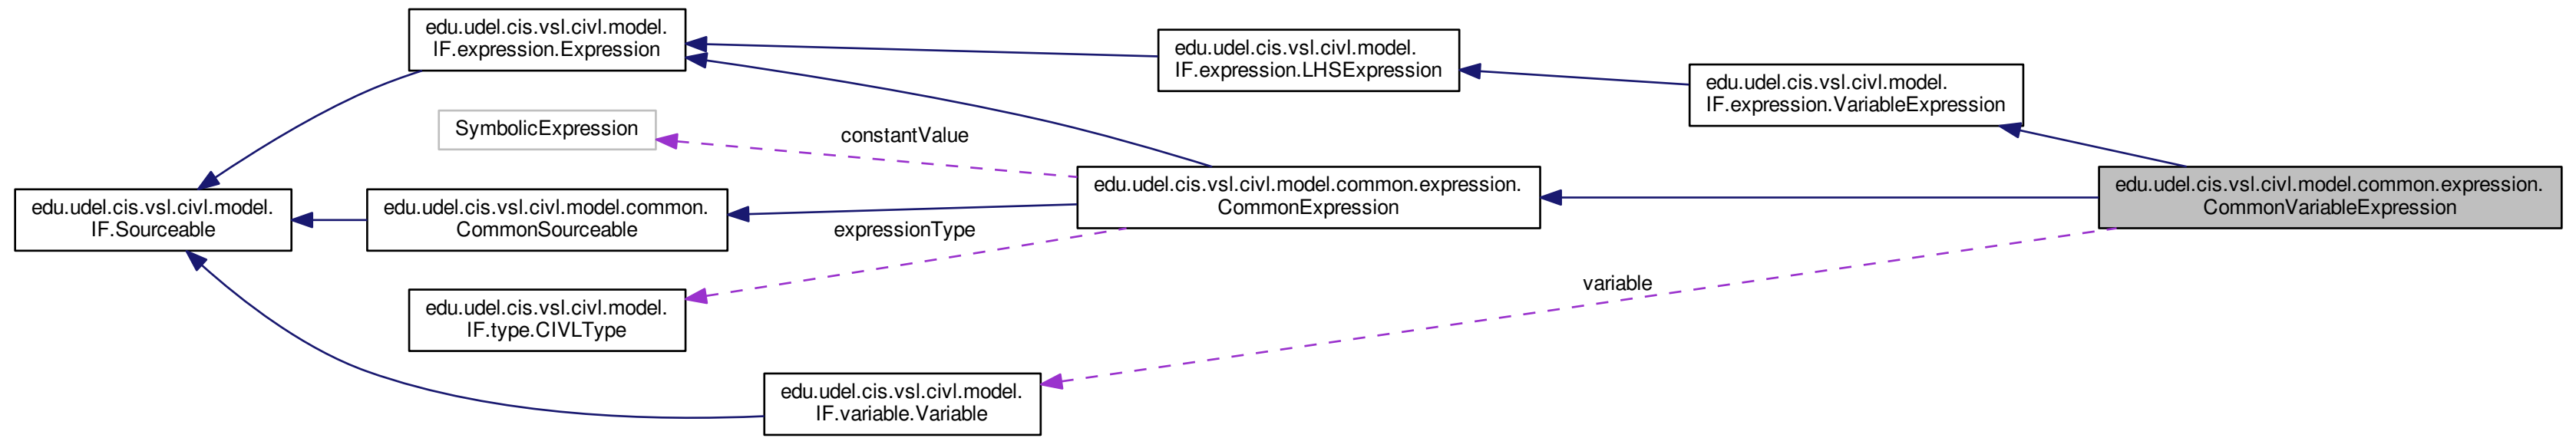 edu.udel.cis.vsl.civl.model.
IF.expression.Expression
edu.udel.cis.vsl.civl.model.
IF.expression.LHSExpression
edu.udel.cis.vsl.civl.model.
IF.expression.VariableExpression
SymbolicExpression
constantValue
edu.udel.cis.vsl.civl.model.
IF.Sourceable
edu.udel.cis.vsl.civl.model.common.
CommonSourceable
edu.udel.cis.vsl.civl.model.common.expression.
CommonExpression
edu.udel.cis.vsl.civl.model.common.expression.
CommonVariableExpression
expressionType
edu.udel.cis.vsl.civl.model.
IF.type.CIVLType
variable
edu.udel.cis.vsl.civl.model.
IF.variable.Variable